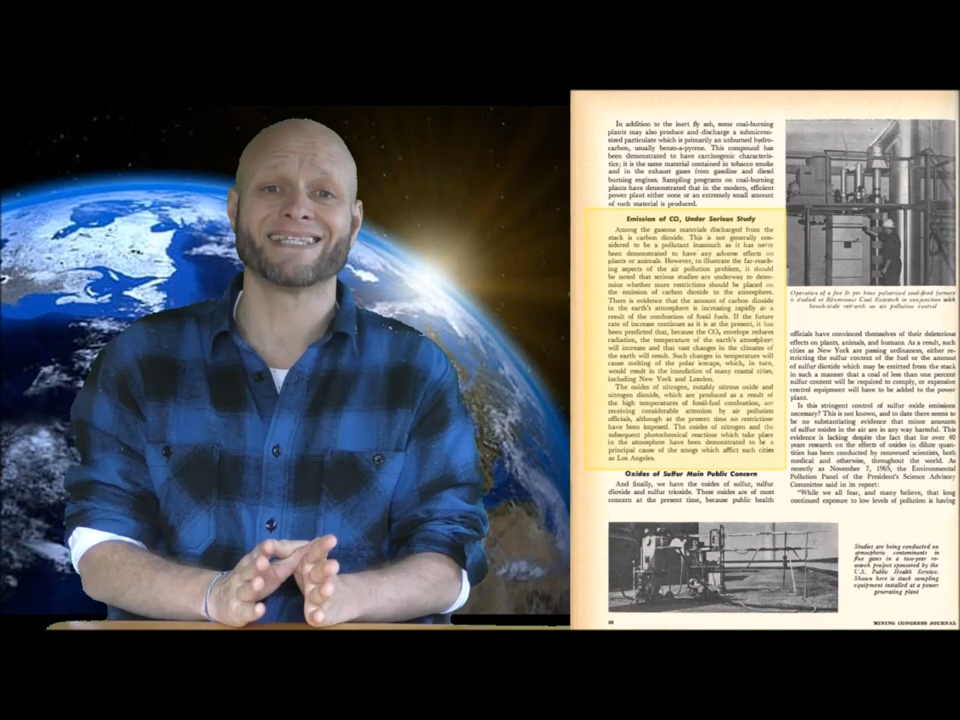 In addition to the inert fly ash, some coal-burning
plants may also produce and discharge a submicron-
sized particulate which is primarily an unburned hydro-
carbon, usually benzo-a-pyrene. This compound has
been demonstrated to have carcinogenic characteris-
tics; it is the same material contained in tobacco smoke
and in the exhaust gases from gasoline and diesel
burning engines. Sampling programs on coal-burning
plants have demonstrated that in the modern, efficient
power plant either none or an extremely small amount
of such material is produced.
Emission of CO₂ Under Serious Study
Among the gaseous materials discharged from the
stack is carbon dioxide. This is not generally con-
sidered to be a pollutant inasmuch as it has never
been demonstrated to have any adverse effects on
plants or animals. However, to illustrate the far-reach-
ing aspects of the air pollution problem, it should
be noted that serious studies are underway to deter-
mine whether more restrictions should be placed on
the emission of carbon dioxide to the atmosphere.
There is evidence that the amount of carbon dioxide
in the earth's atmosphere is increasing rapidly as a
result of the combustion of fossil fuels. If the future
rate of increase continues as it is at the present, it has
been predicted that, because the CO₂ envelope reduces
radiation, the temperature of the earth's atmosphere
will increase and that vast changes in the climates of
the earth will result. Such changes in temperature will
cause melting of the polar icecaps, which, in turn,
would result in the inundation of many coastal cities,
including New York and London.
The oxides of nitrogen, notably nitrous oxide and
nitrogen dioxide, which are produced as a result of
the high temperatures of fossil-fuel combustion, are
receiving considerable attention by air pollution
officials, although at the present time no restrictions
have been imposed. The oxides of nitrogen and the
subsequent photochemical reactions which take place
in the atmosphere have been demonstrated to be a
principal cause of the smogs which afflict such cities
as Los Angeles.
Oxides of Sulfur Main Public Concern
And finally, we have the oxides of sulfur, sulfur
dioxide and sulfur trioxide. These oxides are of most
concern at the present time, because public health
Operation of a five lb per hour pulverized coal-fired furnace
is studied at Bituminous Coal Research in conjunction with
bench-scale research on air pollution control
officials have convinced themselves of their deleterious
effects on plants, animals, and humans. As a result, such
cities as New York are passing ordinances, either re-
stricting the sulfur content of the fuel or the amount
of sulfur dioxide which may be emitted from the stack
in such a manner that a coal of less than one percent
sulfur content will be required to comply, or expensive
control equipment will have to be added to the power
plant.
Is this stringent control of sulfur oxide emissions
necessary? This is not known, and to date there seems to
be no substantiating evidence that minor amounts
of sulfur oxides in the air are in any way harmful. This
evidence is lacking despite the fact that for over 40
years research on the effects of oxides in dilute quan-
tities has been conducted by renowned scientists, both
medical and otherwise, throughout the world. As
recently as November 7, 1965, the Environmental
Pollution Panel of the President's Science Advisory
Committee said in its report:
"While we all fear, and many believe, that long
continued exposure to low levels of pollution is having
Studies are being conducted on
atmospheric contaminants in
flue gases in a two-year re-
search project sponsored by the
U.S. Public Health Service.
Shown here is stack sampling
equipment installed at a power
generating plant
MINING CONGRESS JOURNAL